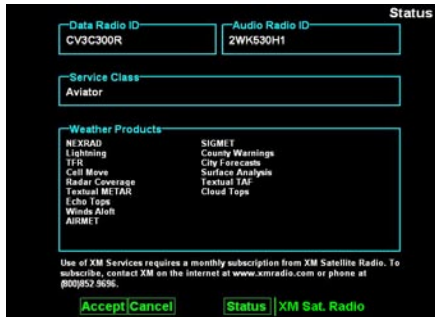 Status
Data Radio ID
CV3C300R
Audio Radio ID
2WK530H1
Service Class
Aviator
Weather Products
NEXRAD
Lightning
TFR
Cell Move
Radar Coverage
Textual METAR
Echo Tops
Winds Aloft
AIRMET
SIGMET
County Warnings
City Forecasts
Surface Analysis
Textual TAF
Cloud Tops
Use of XM Services requires a monthly subscription from XM Satellite Radio. To
subscribe, contact XM on the internet at www.xmradio.com or phone at
(800)852.9696.
Accept Cancel Status XM Sat. Radio